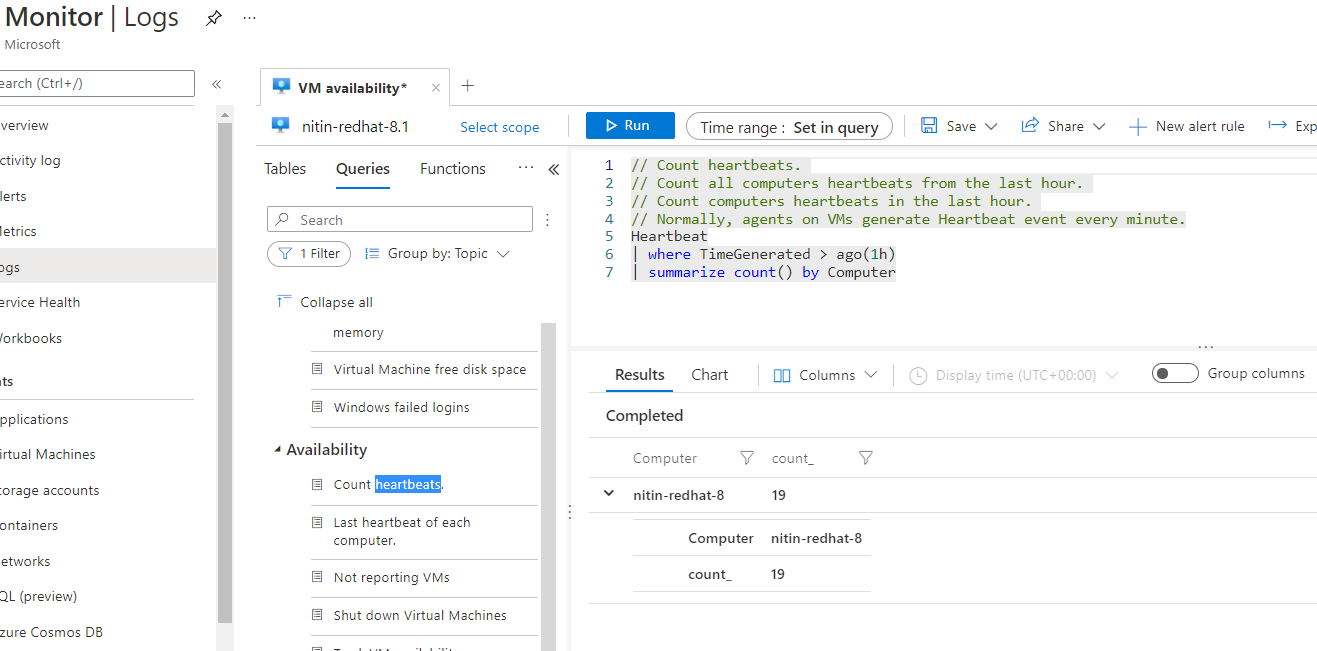 Monitor | Logs
Microsoft
earch (Ctrl+/)
verview
ctivity log
lerts
Metrics
ogs
ervice Health
Workbooks
ts
pplications
irtual Machines
torage accounts
ontainers
etworks
QL (preview)
zure Cosmos DB
VM availability*
nitin-redhat-8.1
Select scope
Run
Time range : Set in query
Save
Share
New alert rule
Exp
Tables
Queries
Functions
Search
1 Filter
Group by: Topic
Collapse all
memory
Virtual Machine free disk space
Windows failed logins
Availability
Count heartbeats.
Last heartbeat of each
computer.
Not reporting VMs
Shut down Virtual Machines
1 // Count heartbeats.
2 // Count all computers heartbeats from the last hour.
3 // Count computers heartbeats in the last hour.
4 // Normally, agents on VMs generate Heartbeat event every minute.
5 Heartbeat
6 | where TimeGenerated > ago(1h)
7 | summarize count() by Computer
Results
Chart
Columns
Display time (UTC+00:00)
Group columns
Completed
Computer count_
nitin-redhat-8 19
Computer nitin-redhat-8
count_ 19